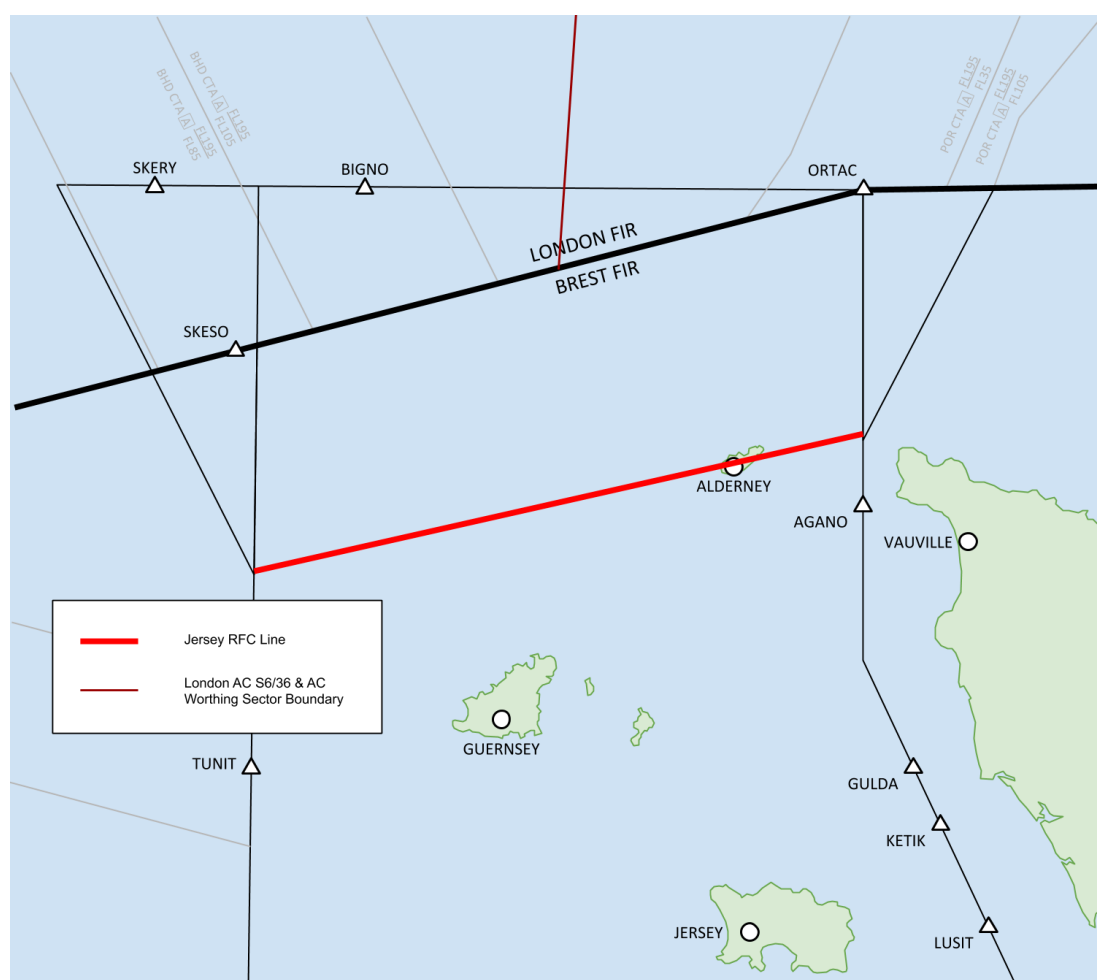 BHD CTA A FL195
FL105
BHD CTA A FL195
FL85
POR CTA A FL195
FL35
POR CTA A FL195
FL105
SKERY
BIGNO
ORTAC
LONDON FIR
BREST FIR
SKESO
ALDERNEY
AGANO
VAUVILLE
Jersey RFC Line
London AC S6/36 & AC
Worthing Sector Boundary
GUERNSEY
TUNIT
GULDA
KETIK
JERSEY
LUSIT